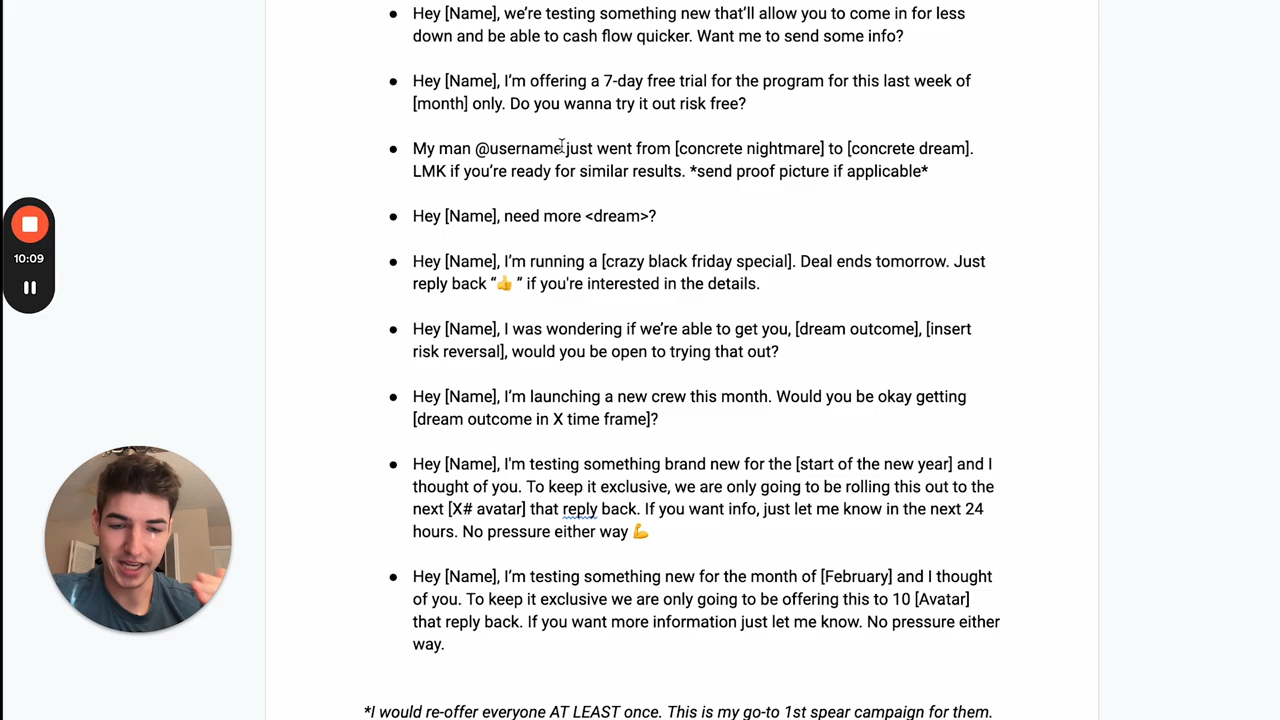 Hey [Name], we're testing something new that'll allow you to come in for less
down and be able to cash flow quicker. Want me to send some info?
Hey [Name], I'm offering a 7-day free trial for the program for this last week of
[month] only. Do you wanna try it out risk free?
My man @username just went from [concrete nightmare] to [concrete dream].
LMK if you're ready for similar results. *send proof picture if applicable*
Hey [Name], need more <dream>?
Hey [Name], I'm running a [crazy black friday special]. Deal ends tomorrow. Just
reply back “👍” if you're interested in the details.
Hey [Name], I was wondering if we're able to get you, [dream outcome], [insert
risk reversal], would you be open to trying that out?
Hey [Name], I'm launching a new crew this month. Would you be okay getting
[dream outcome in X time frame]?
Hey [Name], I'm testing something brand new for the [start of the new year] and I
thought of you. To keep it exclusive, we are only going to be rolling this out to the
next [X# avatar] that reply back. If you want info, just let me know in the next 24
hours. No pressure either way 💪
Hey [Name], I'm testing something new for the month of [February] and I thought
of you. To keep it exclusive we are only going to be offering this to 10 [Avatar]
that reply back. If you want more information just let me know. No pressure either
way.
*I would re-offer everyone AT LEAST once. This is my go-to 1st spear campaign for them.
10:09